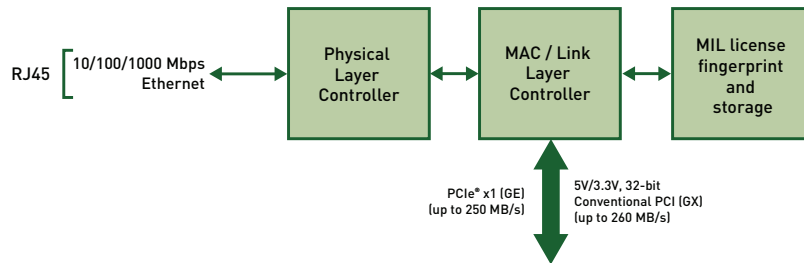 RJ45
10/100/1000 Mbps
Ethernet
Physical
Layer
Controller
MAC / Link
Layer
Controller
MIL license
fingerprint
and
storage
PCIe® x1 (GE)
(up to 250 MB/s)
5V/3.3V, 32-bit
Conventional PCI (GX)
(up to 260 MB/s)